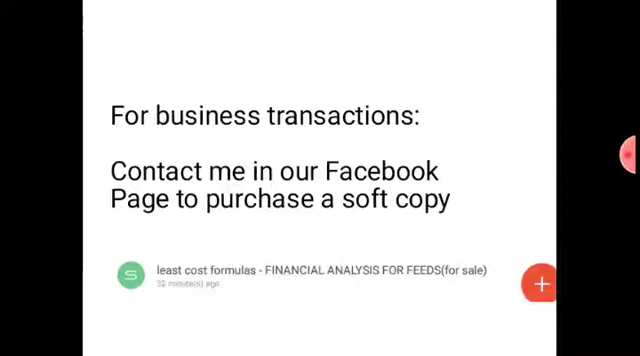 For business transactions:
Contact me in our Facebook
Page to purchase a soft copy
S
least cost formulas - FINANCIAL ANALYSIS FOR FEEDS(for sale)
32 minute(s) ago